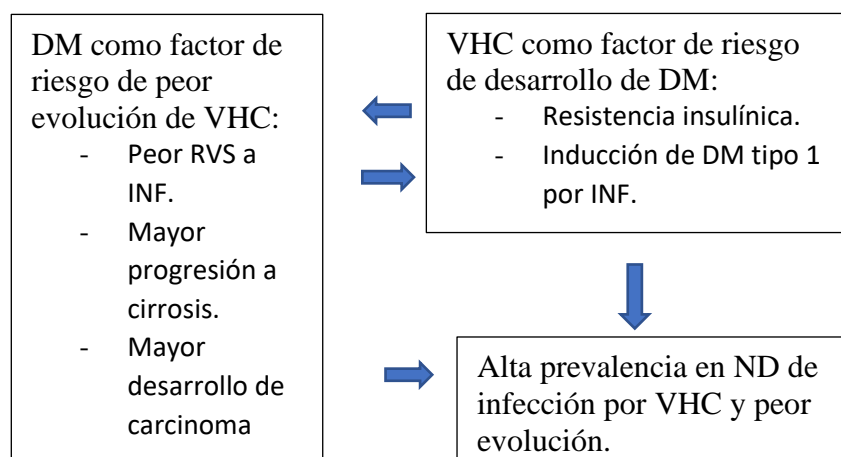 DM como factor de
riesgo de peor
evolución de VHC:
- Peor RVS a
INF.
- Mayor
progresión a
cirrosis.
- Mayor
desarrollo de
carcinoma
VHC como factor de riesgo
de desarrollo de DM:
- Resistencia insulínica.
- Inducción de DM tipo 1
por INF.
Alta prevalencia en ND de
infección por VHC y peor
evolución.